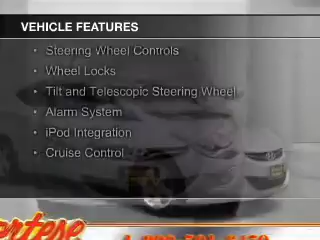 VEHICLE FEATURES
• Steering Wheel Controls
• Wheel Locks
• Tilt and Telescopic Steering Wheel
• Alarm System
• iPod Integration
• Cruise Control